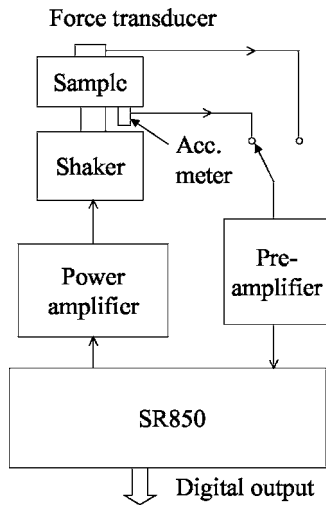 Force transducer
Sample
Acc.
meter
Shaker
Power
amplifier
Pre-
amplifier
SR850
Digital output